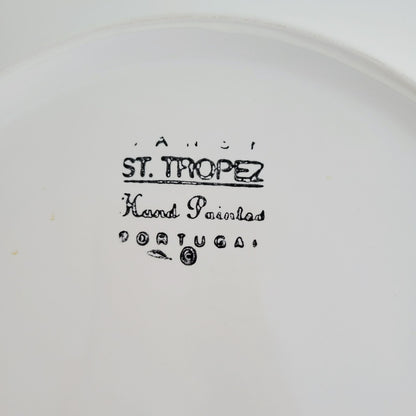 ST. TROPEZ
Hand Painted
PORTUGAL
©